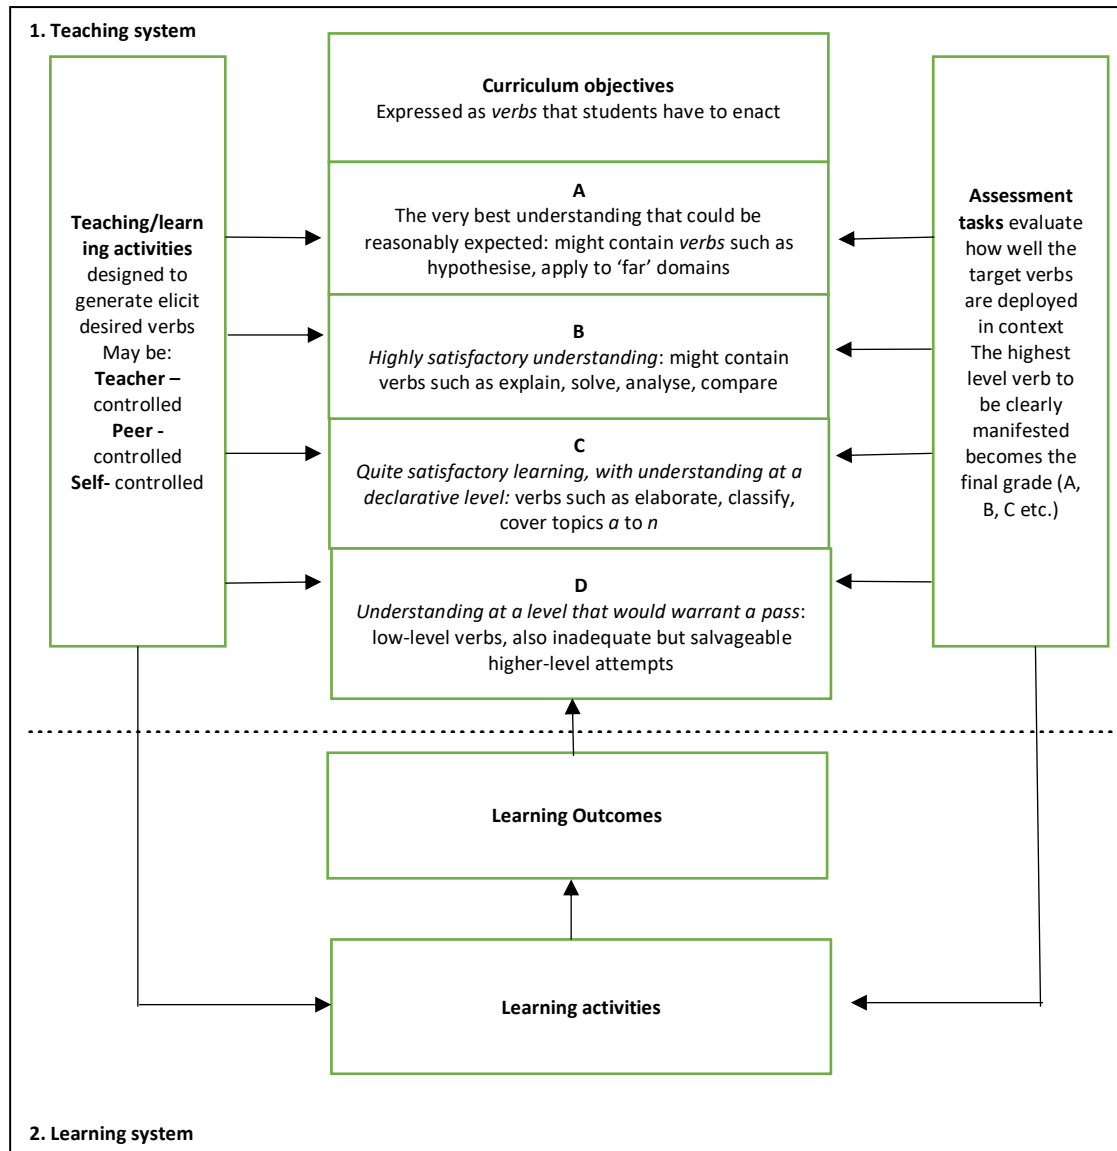 1. Teaching system
Teaching/lear
ning activities
designed to
generate elicit
desired verbs
May be:
Teacher –
controlled
Peer -
controlled
Self- controlled
Curriculum objectives
Expressed as verbs that students have to enact
A
The very best understanding that could be
reasonably expected: might contain verbs such as
hypothesise, apply to ‘far’ domains
B
Highly satisfactory understanding: might contain
verbs such as explain, solve, analyse, compare
C
Quite satisfactory learning, with understanding at a
declarative level: verbs such as elaborate, classify,
cover topics a to n
D
Understanding at a level that would warrant a pass:
low-level verbs, also inadequate but salvageable
higher-level attempts
Assessment
tasks evaluate
how well the
target verbs
are deployed
in context
The highest
level verb to
be clearly
manifested
becomes the
final grade (A,
B, C etc.)
Learning Outcomes
Learning activities
2. Learning system